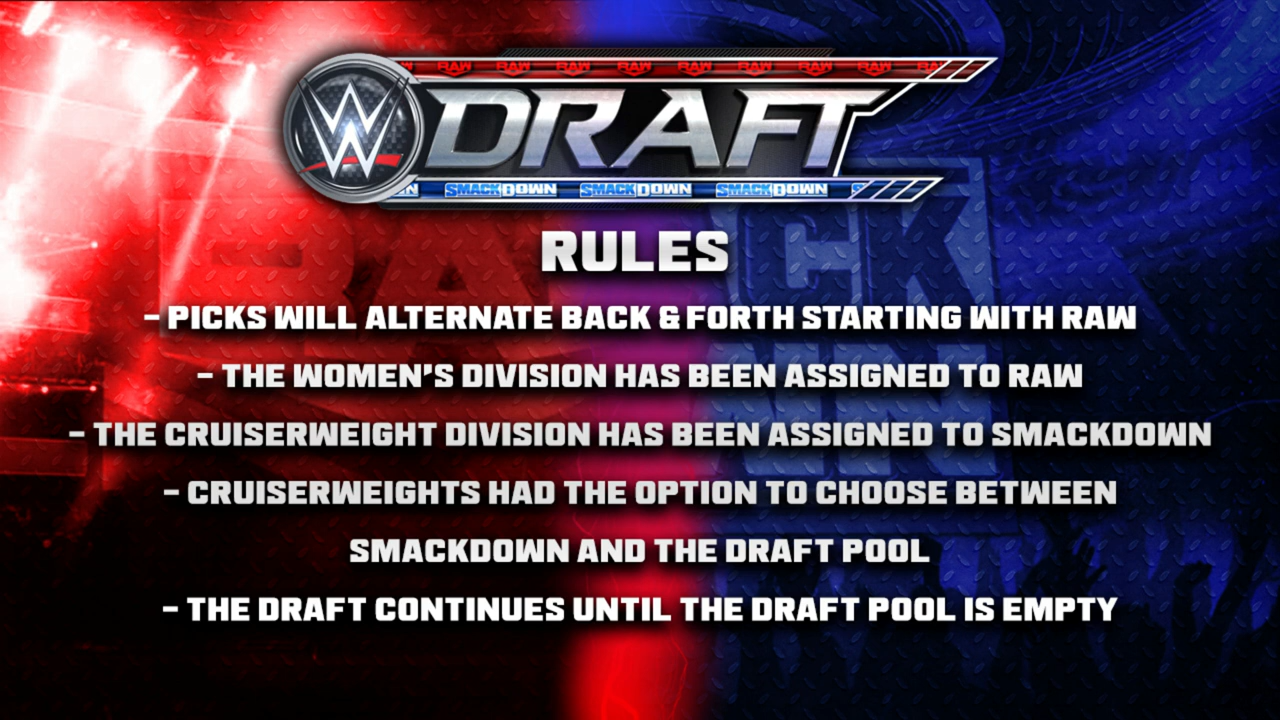 RAW RAW RAW RAW RAW RAW RAW RAW RAW
W DRAFT
SMACKDOWN SMACKDOWN SMACKDOWN
RULES
- PICKS WILL ALTERNATE BACK & FORTH STARTING WITH RAW
- THE WOMEN'S DIVISION HAS BEEN ASSIGNED TO RAW
- THE CRUISERWEIGHT DIVISION HAS BEEN ASSIGNED TO SMACKDOWN
- CRUISERWEIGHTS HAD THE OPTION TO CHOOSE BETWEEN
SMACKDOWN AND THE DRAFT POOL
- THE DRAFT CONTINUES UNTIL THE DRAFT POOL IS EMPTY